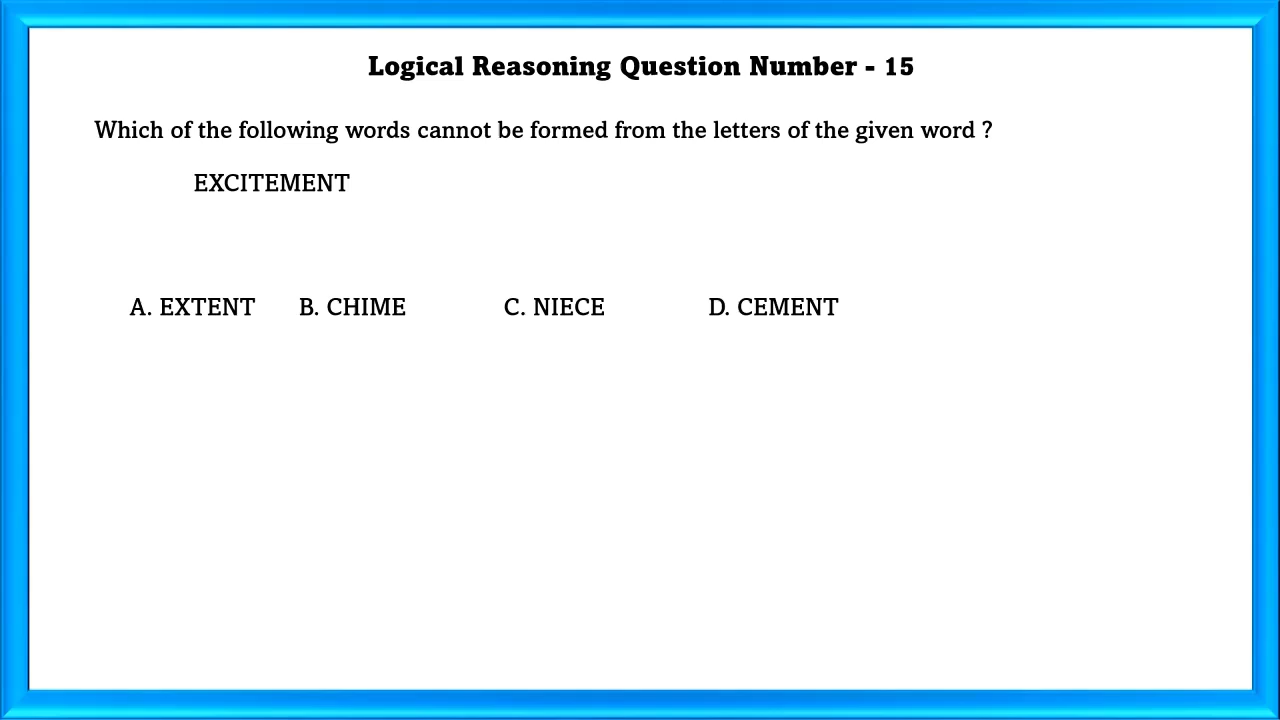 Logical Reasoning Question Number - 15
Which of the following words cannot be formed from the letters of the given word ?
EXCITEMENT
A. EXTENT B. CHIME C. NIECE D. CEMENT